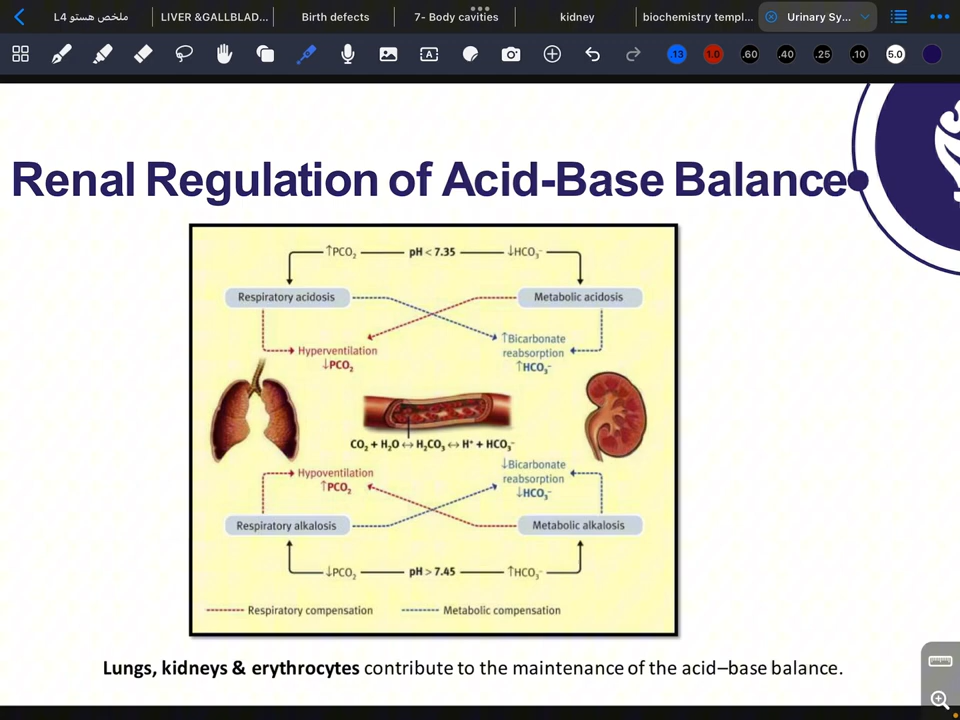 ملخص هستو L4
LIVER &GALLBLAD...
Birth defects
7- Body cavities
kidney
biochemistry templ...
Urinary Sy...
13
1.0
.60
.40
.25
.10
5.0
Renal Regulation of Acid-Base Balance
↑PCO₂
pH < 7.35
↓HCO₃⁻
Respiratory acidosis
Metabolic acidosis
Hyperventilation
↓PCO₂
↑Bicarbonate
reabsorption
↑HCO₃⁻
CO₂ + H₂O ↔ H₂CO₃ ↔ H⁺ + HCO₃⁻
Hypoventilation
↑PCO₂
↓Bicarbonate
reabsorption
↓HCO₃⁻
Respiratory alkalosis
Metabolic alkalosis
↓PCO₂
pH > 7.45
↑HCO₃⁻
Respiratory compensation
Metabolic compensation
Lungs, kidneys & erythrocytes contribute to the maintenance of the acid–base balance.